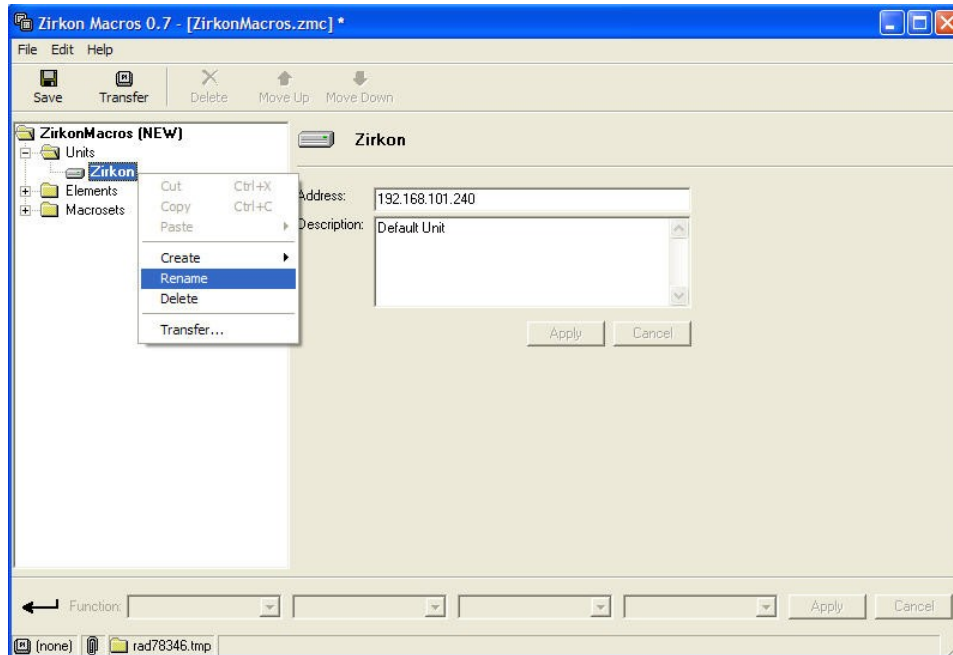 Zirkon Macros 0.7 - [ZirkonMacros.zmc] *
File Edit Help
Save Transfer Delete Move Up Move Down
ZirkonMacros (NEW)
Units
Zirkon
Elements
Macrosets
Cut Ctrl+X
Copy Ctrl+C
Paste
Create
Rename
Delete
Transfer...
Zirkon
Address: 192.168.101.240
Description: Default Unit
Apply Cancel
Function: Apply Cancel
(none) rad78346.tmp